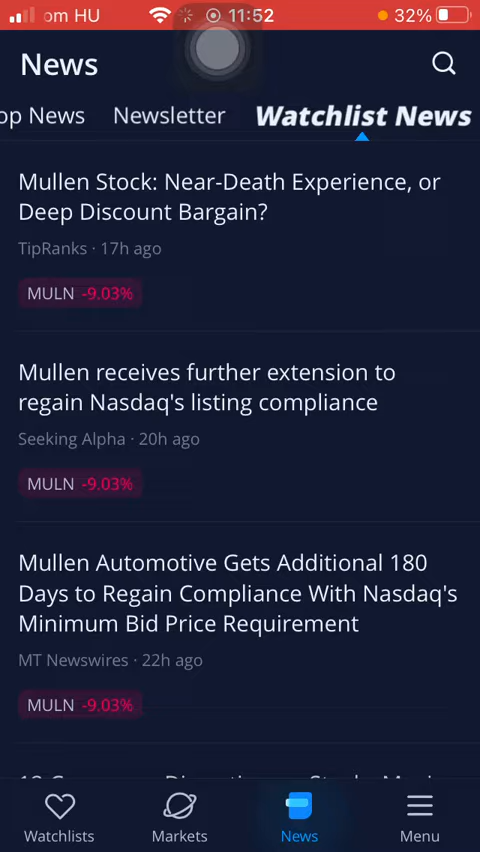 om HU 11:52 32%
News
op News Newsletter Watchlist News
Mullen Stock: Near-Death Experience, or
Deep Discount Bargain?
TipRanks · 17h ago
MULN -9.03%
Mullen receives further extension to
regain Nasdaq's listing compliance
Seeking Alpha · 20h ago
MULN -9.03%
Mullen Automotive Gets Additional 180
Days to Regain Compliance With Nasdaq's
Minimum Bid Price Requirement
MT Newswires · 22h ago
MULN -9.03%
Watchlists Markets News Menu